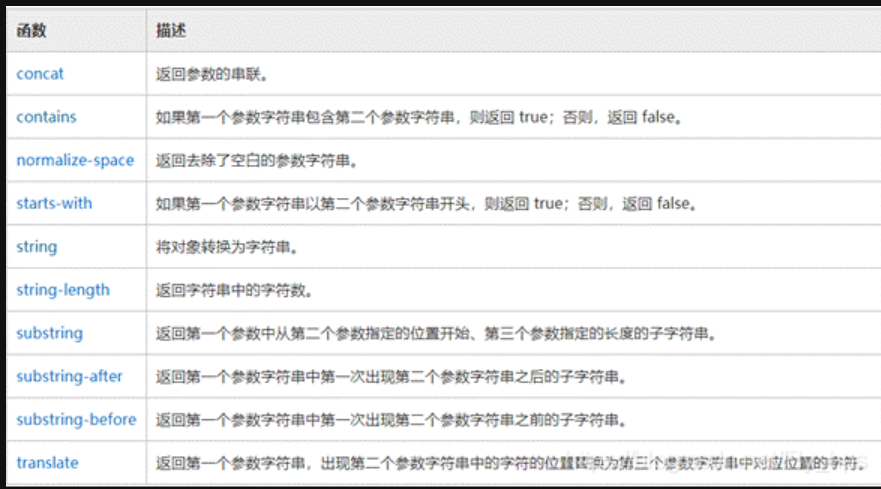 函数 描述
concat 返回参数的串联。
contains 如果第一个参数字符串包含第二个参数字符串，则返回 true；否则，返回 false。
normalize-space 返回去除了空白的参数字符串。
starts-with 如果第一个参数字符串以第二个参数字符串开头，则返回 true；否则，返回 false。
string 将对象转换为字符串。
string-length 返回字符串中的字符数。
substring 返回第一个参数中从第二个参数指定的位置开始、第三个参数指定的长度的子字符串。
substring-after 返回第一个参数字符串中第一次出现第二个参数字符串之后的子字符串。
substring-before 返回第一个参数字符串中第一次出现第二个参数字符串之前的子字符串。
translate 返回第一个参数字符串，出现第二个参数字符串中的字符的位置替换为第三个参数字符串中对应位置的字符。